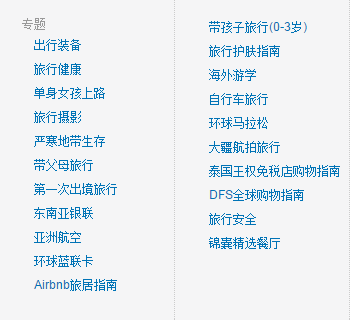 专题
出行装备
旅行健康
单身女孩上路
旅行摄影
严寒地带生存
带父母旅行
第一次出境旅行
东南亚银联
亚洲航空
环球蓝联卡
Airbnb旅居指南
带孩子旅行(0-3岁)
旅行护肤指南
海外游学
自行车旅行
环球马拉松
大疆航拍旅行
泰国王权免税店购物指南
DFS全球购物指南
旅行安全
锦囊精选餐厅